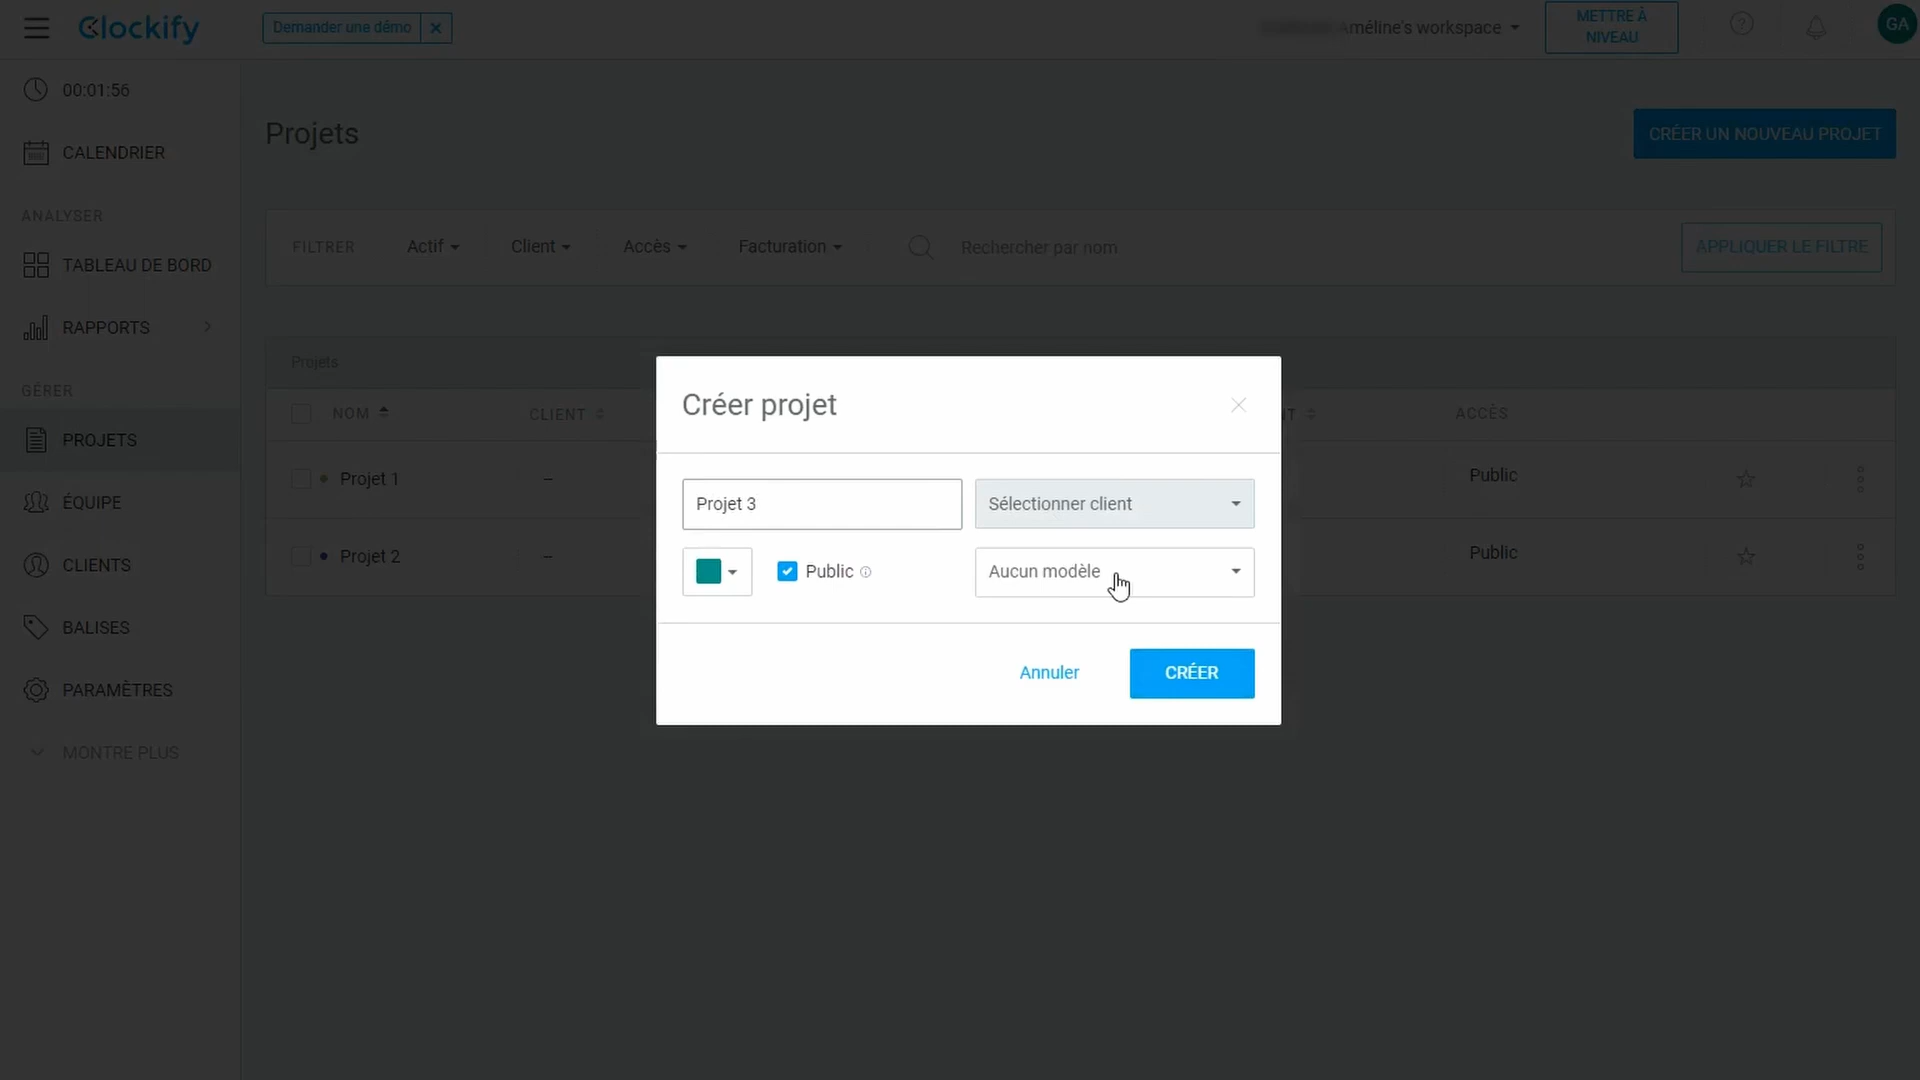 Clockify
Demander une démo
Améline's workspace
METTRE À
NIVEAU
GA
00:01:56
CALENDRIER
ANALYSER
TABLEAU DE BORD
RAPPORTS
GÉRER
PROJETS
ÉQUIPE
CLIENTS
BALISES
PARAMÈTRES
MONTRE PLUS
Projets
CRÉER UN NOUVEAU PROJET
FILTRER Actif Client Accès Facturation Rechercher par nom APPLIQUER LE FILTRE
Projets
NOM CLIENT ACCÈS
Projet 1 – Public
Projet 2 – Public
Créer projet
Projet 3 Sélectionner client
Public Aucun modèle
Annuler CRÉER